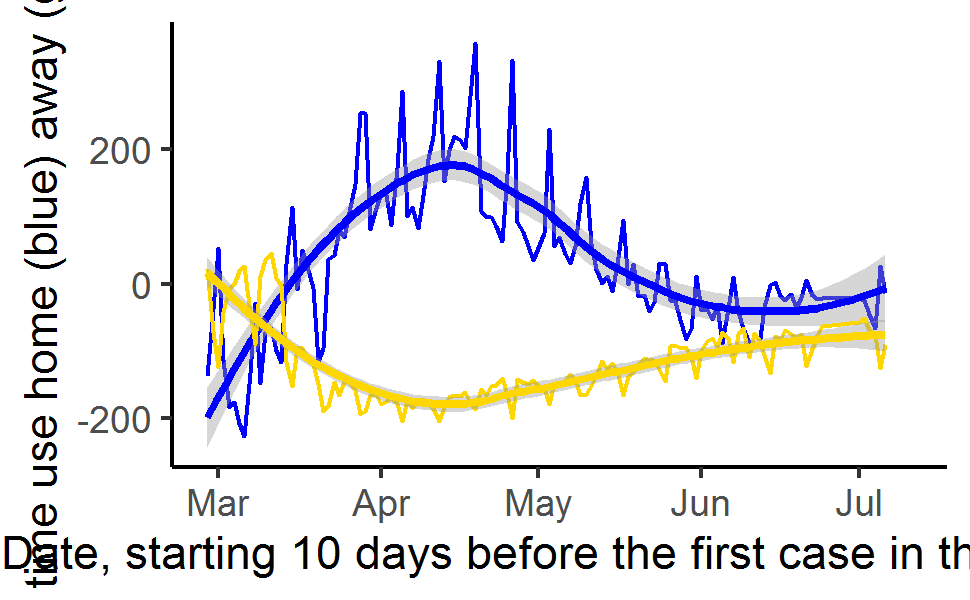 time use home (blue) away (
200
0
-200
Mar Apr May Jun Jul
Date, starting 10 days before the first case in th